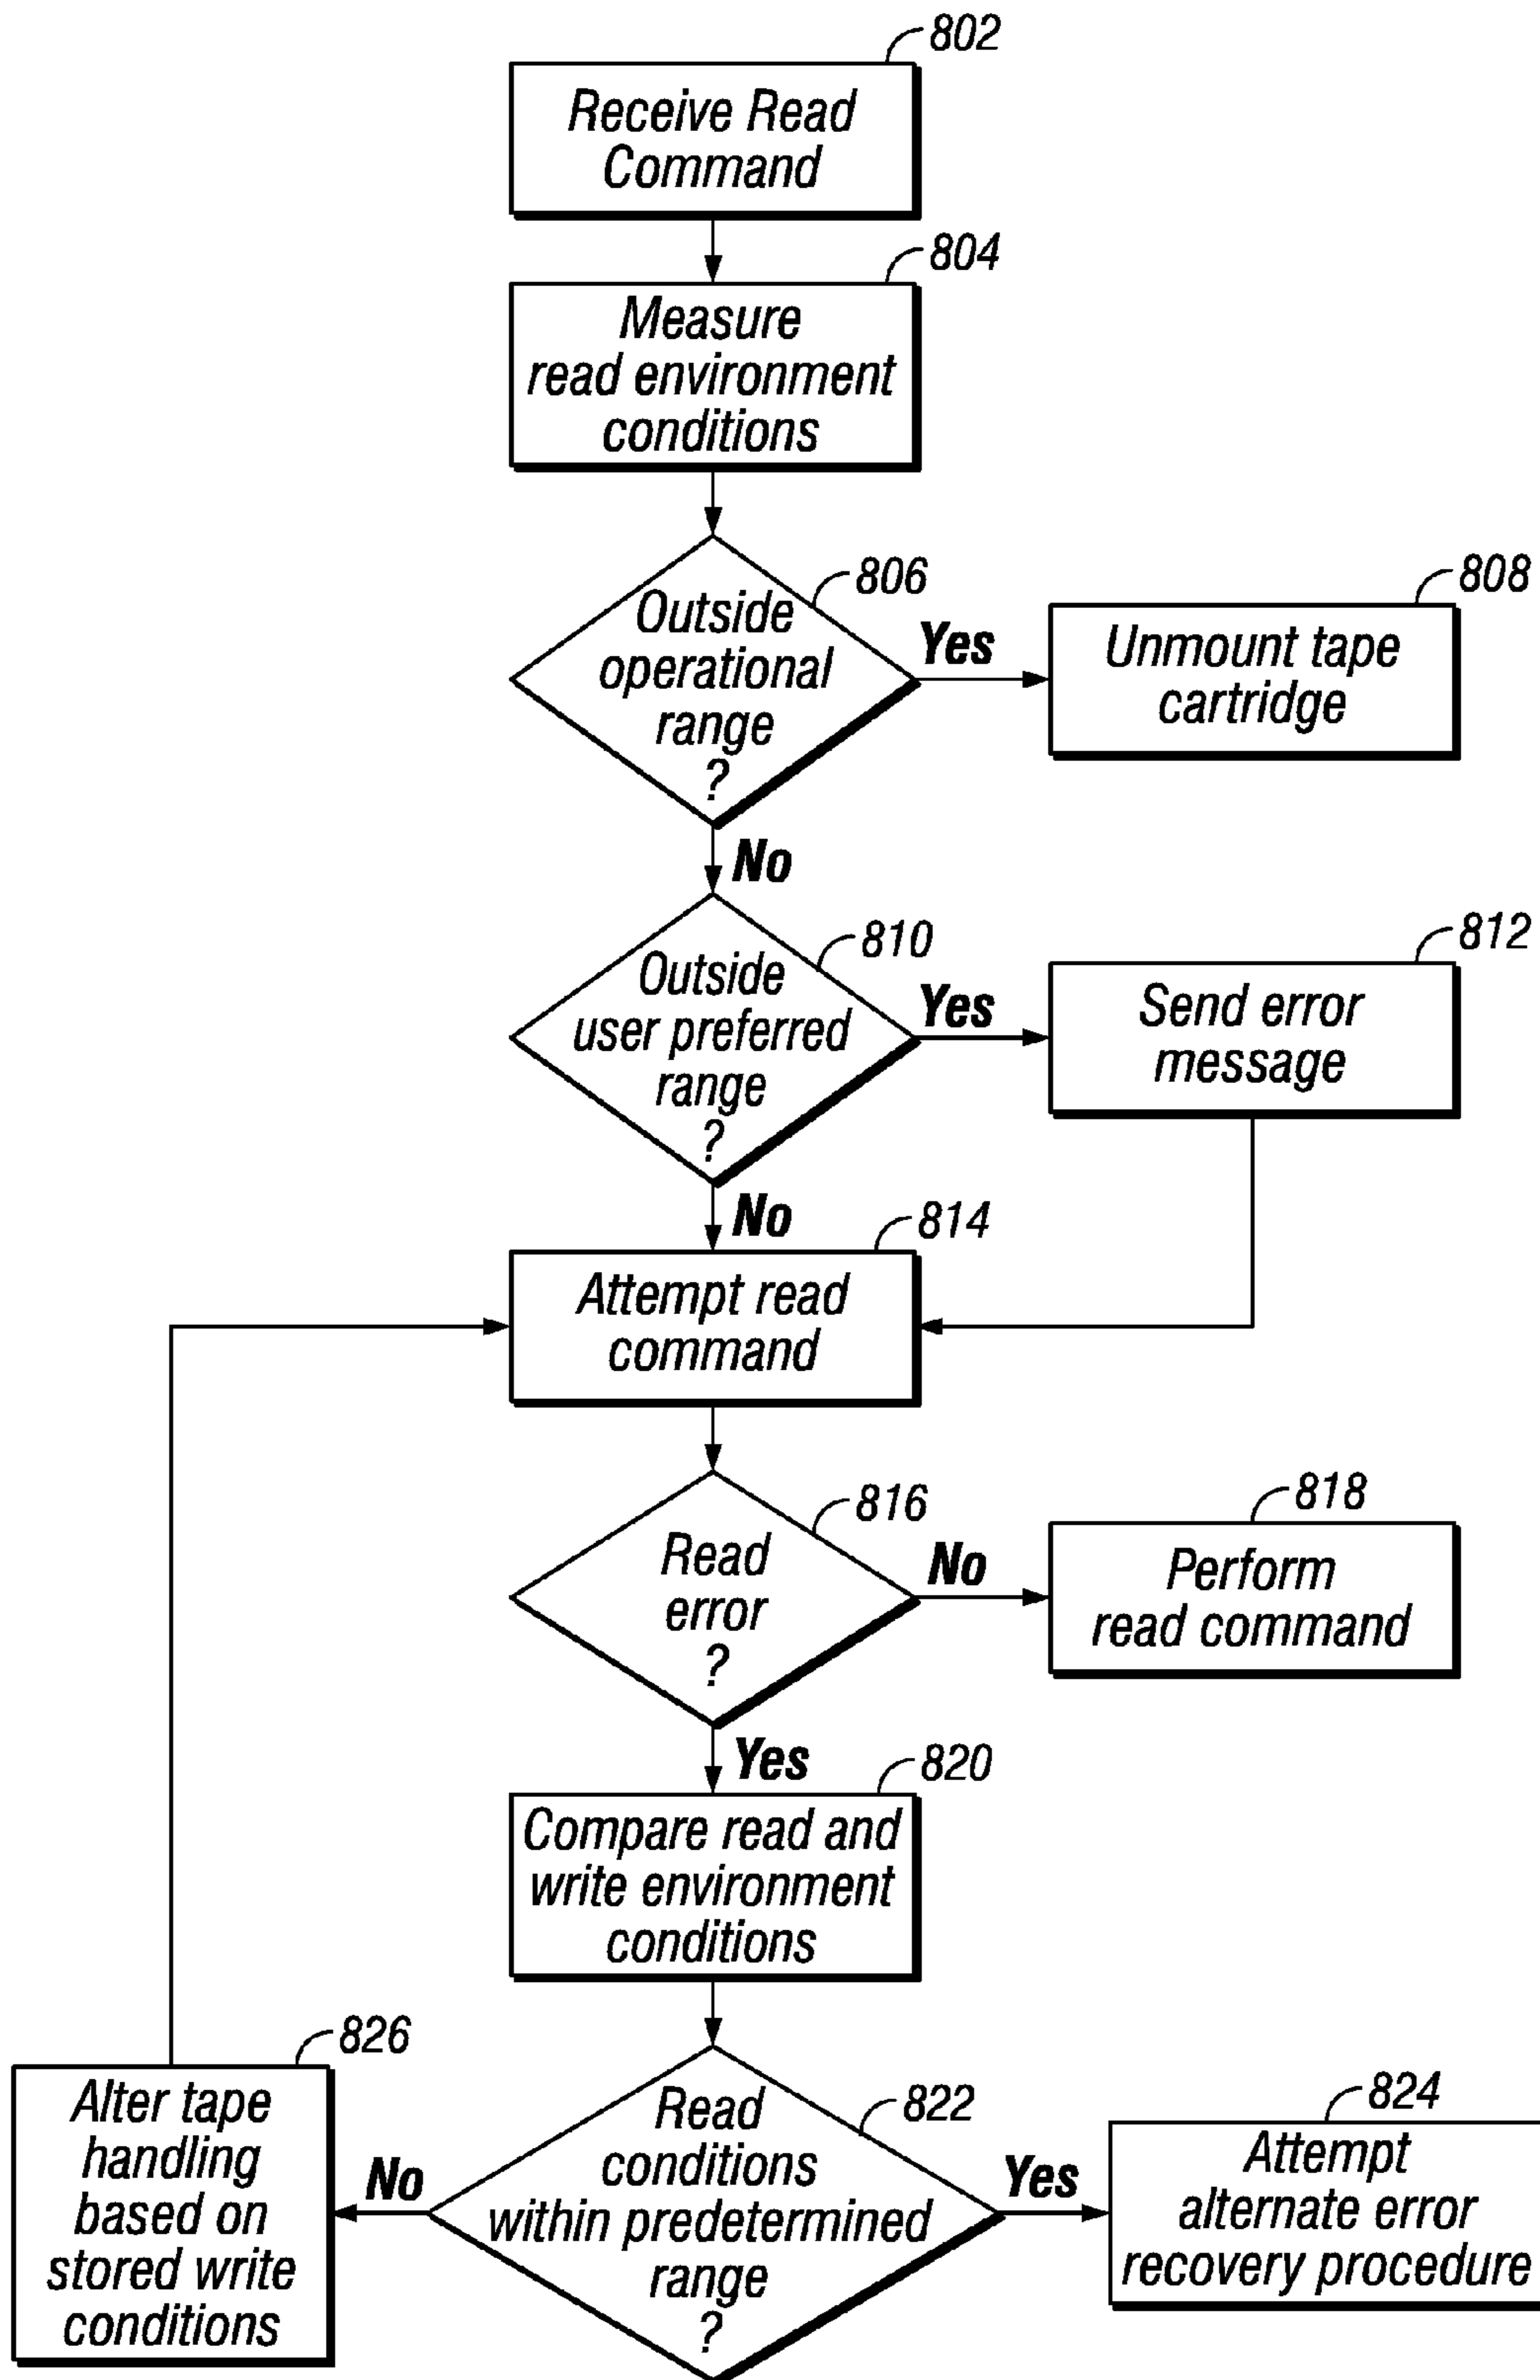 802
Receive Read
Command
804
Measure
read environment
conditions
806
Outside
operational
range
?
Yes
808
Unmount tape
cartridge
No
810
Outside
user preferred
range
?
Yes
812
Send error
message
No
814
Attempt read
command
816
Read
error
?
No
818
Perform
read command
Yes
820
Compare read and
write environment
conditions
822
Read
conditions
within predetermined
range
?
Yes
824
Attempt
alternate error
recovery procedure
No
826
Alter tape
handling
based on
stored write
conditions